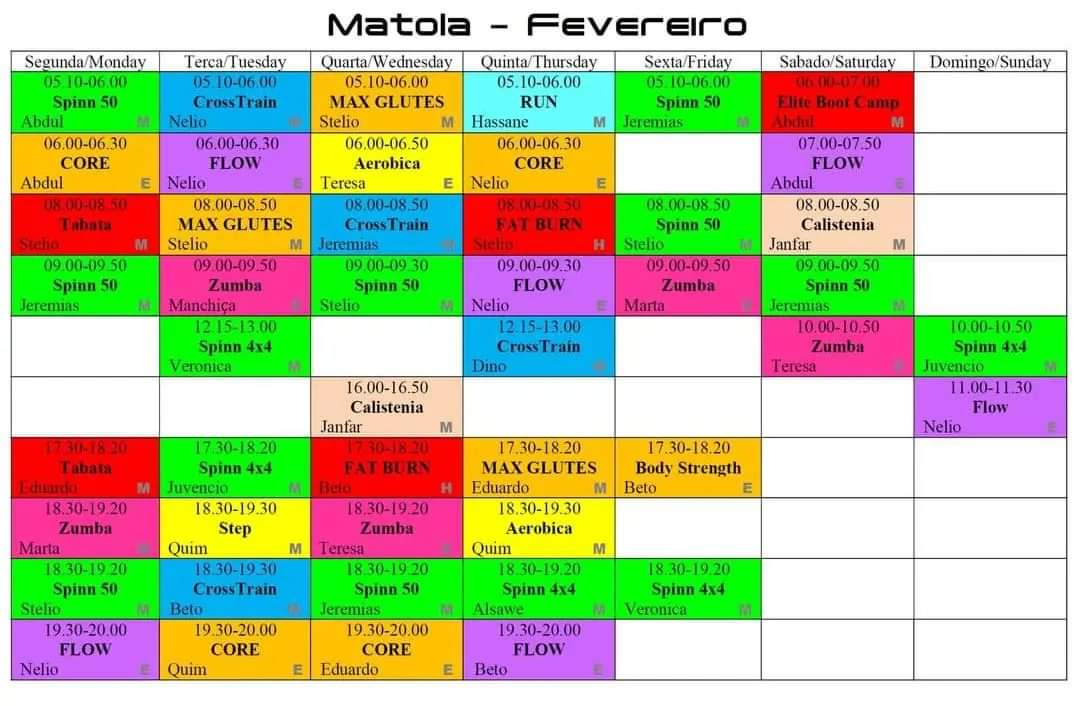 Matola - Fevereiro
Segunda/Monday Terca/Tuesday Quarta/Wednesday Quinta/Thursday Sexta/Friday Sabado/Saturday Domingo/Sunday
05.10-06.00 05.10-06.00 05.10-06.00 05.10-06.00 05.10-06.00 06.00-07.00
Spinn 50 CrossTrain MAX GLUTES RUN Spinn 50 Elite Boot Camp
Abdul M Nelio Stelio M Hassane M Jeremias M Abdul M
06.00-06.30 06.00-06.30 06.00-06.50 06.00-06.30 07.00-07.50
CORE FLOW Aerobica CORE FLOW
Abdul E Nelio E Teresa E Nelio E Abdul E
08.00-08.50 08.00-08.50 08.00-08.50 08.00-08.50 08.00-08.50 08.00-08.50
Tabata MAX GLUTES CrossTrain FAT BURN Spinn 50 Calistenia
Stelio M Stelio M Jeremias M Stelio H Stelio M Janfar M
09.00-09.50 09.00-09.50 09.00-09.30 09.00-09.30 09.00-09.50 09.00-09.50
Spinn 50 Zumba Spinn 50 FLOW Zumba Spinn 50
Jeremias M Manchiça Stelio M Nelio E Marta Jeremias M
12.15-13.00 12.15-13.00 10.00-10.50 10.00-10.50
Spinn 4x4 CrossTrain Zumba Spinn 4x4
Veronica M Dino Teresa Juvencio M
16.00-16.50 11.00-11.30
Calistenia Flow
Janfar M Nelio E
17.30-18.20 17.30-18.20 17.30-18.20 17.30-18.20 17.30-18.20
Tabata Spinn 4x4 FAT BURN MAX GLUTES Body Strength
Eduardo M Juvencio M Beto H Eduardo M Beto E
18.30-19.20 18.30-19.30 18.30-19.20 18.30-19.30
Zumba Step Zumba Aerobica
Marta Quim M Teresa Quim M
18.30-19.20 18.30-19.30 18.30-19.20 18.30-19.20 18.30-19.20
Spinn 50 CrossTrain Spinn 50 Spinn 4x4 Spinn 4x4
Stelio M Beto M Jeremias M Alsawe M Veronica M
19.30-20.00 19.30-20.00 19.30-20.00 19.30-20.00
FLOW CORE CORE FLOW
Nelio E Quim E Eduardo E Beto E